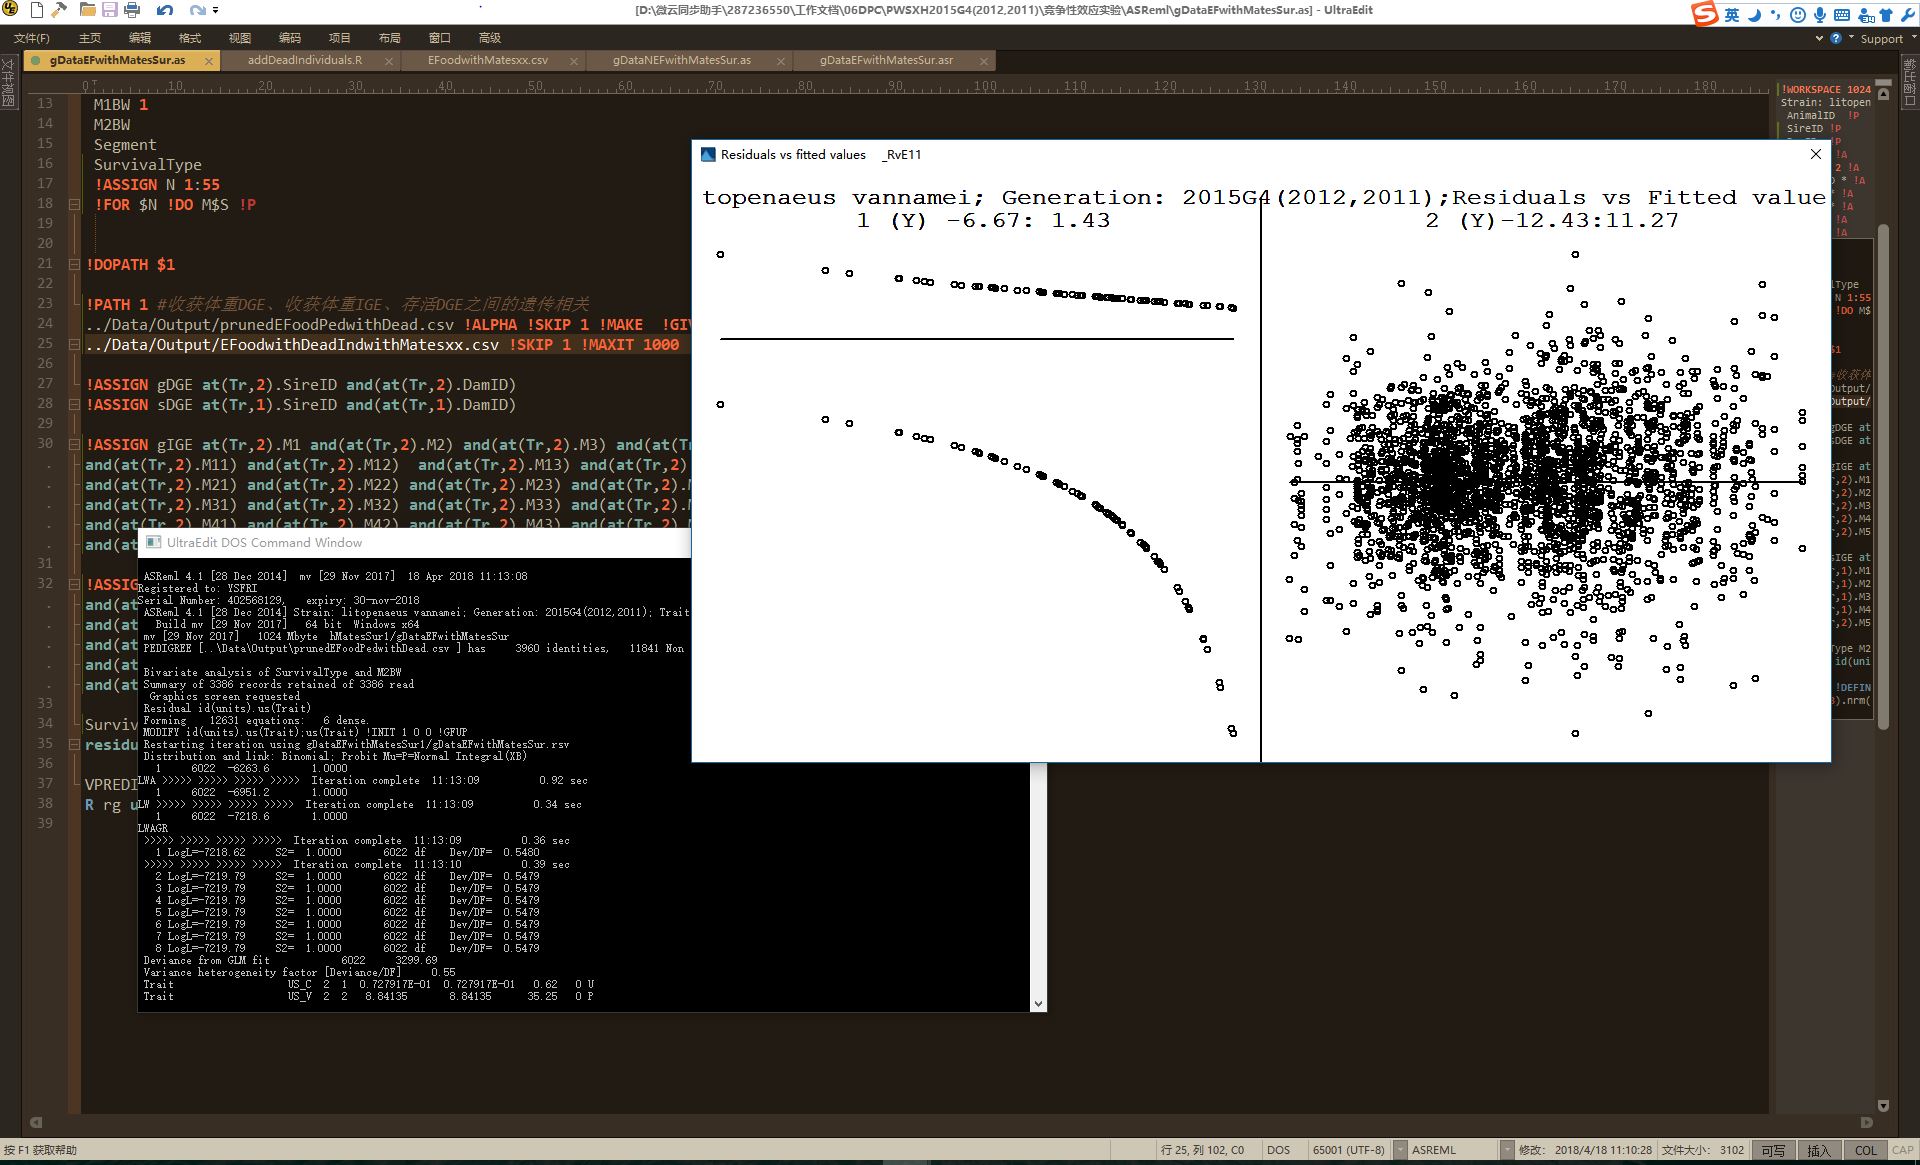 [D:\微云同步助手\287236550\工作文档\06DPC\PWSXH2015G4(2012,2011)\竞争性效应实验\ASReml\gDataEFwithMatesSur.as] - UltraEdit
英
文件(F) 主页 编辑 格式 视图 编码 项目 布局 窗口 高级
Support
gDataEFwithMatesSur.as addDeadIndividuals.R EFoodwithMatesxx.csv gDataNEFwithMatesSur.as gDataEFwithMatesSur.asr
文件视图
输出窗口
0 10 20 30 40 50 60 70 80 90 100 110 120 130 140 150 160 170 180
13 M1BW 1
14 M2BW
15 Segment
16 SurvivalType
17 !ASSIGN N 1:55
18 !FOR $N !DO M$S !P
19
20
21 !DOPATH $1
22
23 !PATH 1 #收获体重DGE、收获体重IGE、存活DGE之间的遗传相关
24 ../Data/Output/prunedEFoodPedwithDead.csv !ALPHA !SKIP 1 !MAKE !GIV
25 ../Data/Output/EFoodwithDeadIndwithMatesxx.csv !SKIP 1 !MAXIT 1000
26
27 !ASSIGN gDGE at(Tr,2).SireID and(at(Tr,2).DamID)
28 !ASSIGN sDGE at(Tr,1).SireID and(at(Tr,1).DamID)
29
30 !ASSIGN gIGE at(Tr,2).M1 and(at(Tr,2).M2) and(at(Tr,2).M3) and(at(T
and(at(Tr,2).M11) and(at(Tr,2).M12) and(at(Tr,2).M13) and(at(Tr,2)
and(at(Tr,2).M21) and(at(Tr,2).M22) and(at(Tr,2).M23) and(at(Tr,2).
and(at(Tr,2).M31) and(at(Tr,2).M32) and(at(Tr,2).M33) and(at(Tr,2).
and(at(Tr,2).M41) and(at(Tr,2).M42) and(at(Tr,2).M43) and(at(Tr,2).
and(at
31
32 !ASSIG
and(at
and(at
and(at
and(at
and(at
33
34 Surviv
35 residu
36
37 VPREDI
38 R rg u
39
Residuals vs fitted values _RvE11
topenaeus vannamei; Generation: 2015G4(2012,2011);Residuals vs Fitted value
1 (Y) -6.67: 1.43
2 (Y)-12.43:11.27
UltraEdit DOS Command Window
ASReml 4.1 [28 Dec 2014] mv [29 Nov 2017] 18 Apr 2018 11:13:08
Registered to: YSFRI
Serial Number: 402568129, expiry: 30-nov-2018
ASReml 4.1 [28 Dec 2014] Strain: litopenaeus vannamei; Generation: 2015G4(2012,2011); Trait
Build mv [29 Nov 2017] 64 bit Windows x64
mv [29 Nov 2017] 1024 Mbyte hMatesSur1/gDataEFwithMatesSur
PEDIGREE [..\Data\Output\prunedEFoodPedwithDead.csv ] has 3960 identities, 11841 Non
Bivariate analysis of SurvivalType and M2BW
Summary of 3386 records retained of 3386 read
Graphics screen requested
Residual id(units).us(Trait)
Forming 12631 equations: 6 dense.
MODIFY id(units).us(Trait);us(Trait) !INIT 1 0 0 !GFUP
Restarting iteration using gDataEFwithMatesSur1/gDataEFwithMatesSur.rsv
Distribution and link: Binomial; Probit Mu=P=Normal Integral(XB)
1 6022 -6263.6 1.0000
LWA >>>>> >>>>> >>>>> >>>>> Iteration complete 11:13:09 0.92 sec
1 6022 -6951.2 1.0000
LW >>>>> >>>>> >>>>> >>>>> Iteration complete 11:13:09 0.34 sec
1 6022 -7218.6 1.0000
LWAGR
>>>>> >>>>> >>>>> >>>>> Iteration complete 11:13:09 0.36 sec
1 LogL=-7218.62 S2= 1.0000 6022 df Dev/DF= 0.5480
>>>>> >>>>> >>>>> >>>>> Iteration complete 11:13:10 0.39 sec
2 LogL=-7219.79 S2= 1.0000 6022 df Dev/DF= 0.5479
3 LogL=-7219.79 S2= 1.0000 6022 df Dev/DF= 0.5479
4 LogL=-7219.79 S2= 1.0000 6022 df Dev/DF= 0.5479
5 LogL=-7219.79 S2= 1.0000 6022 df Dev/DF= 0.5479
6 LogL=-7219.79 S2= 1.0000 6022 df Dev/DF= 0.5479
7 LogL=-7219.79 S2= 1.0000 6022 df Dev/DF= 0.5479
8 LogL=-7219.79 S2= 1.0000 6022 df Dev/DF= 0.5479
Deviance from GLM fit 6022 3299.69
Variance heterogeneity factor [Deviance/DF] 0.55
Trait US_C 2 1 0.727917E-01 0.727917E-01 0.62 0 U
Trait US_V 2 2 8.84135 8.84135 35.25 0 P
!WORKSPACE 1024
Strain: litopen
AnimalID !P
SireID !P
按 F1 获取帮助 行 25, 列 102, C0 DOS 65001 (UTF-8) ASREML 修改: 2018/4/18 11:10:28 文件大小: 3102 可写 插入 COL CAP